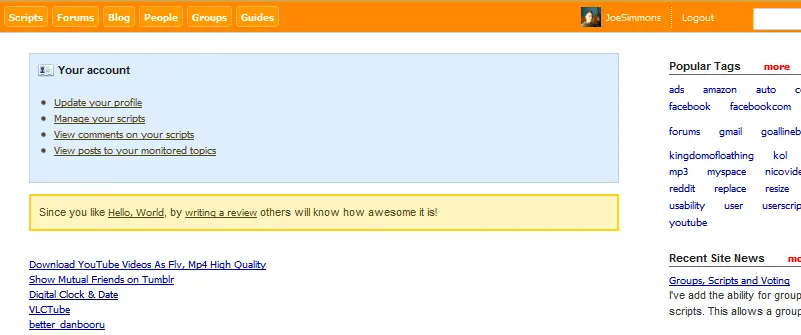 Scripts Forums Blog People Groups Guides JoeSimmons Logout
Your account
Update your profile
Manage your scripts
View comments on your scripts
View posts to your monitored topics
Since you like Hello, World, by writing a review others will know how awesome it is!
Download YouTube Videos As Flv, Mp4 High Quality
Show Mutual Friends on Tumblr
Digital Clock & Date
VLCTube
better_danbooru
Popular Tags more
ads amazon auto
facebook facebookcom
forums gmail goallineb
kingdomofloathing kol
mp3 myspace nicovide
reddit replace resize
usability user userscrip
youtube
Recent Site News
Groups, Scripts and Voting
I've add the ability for group
scripts. This allows a group